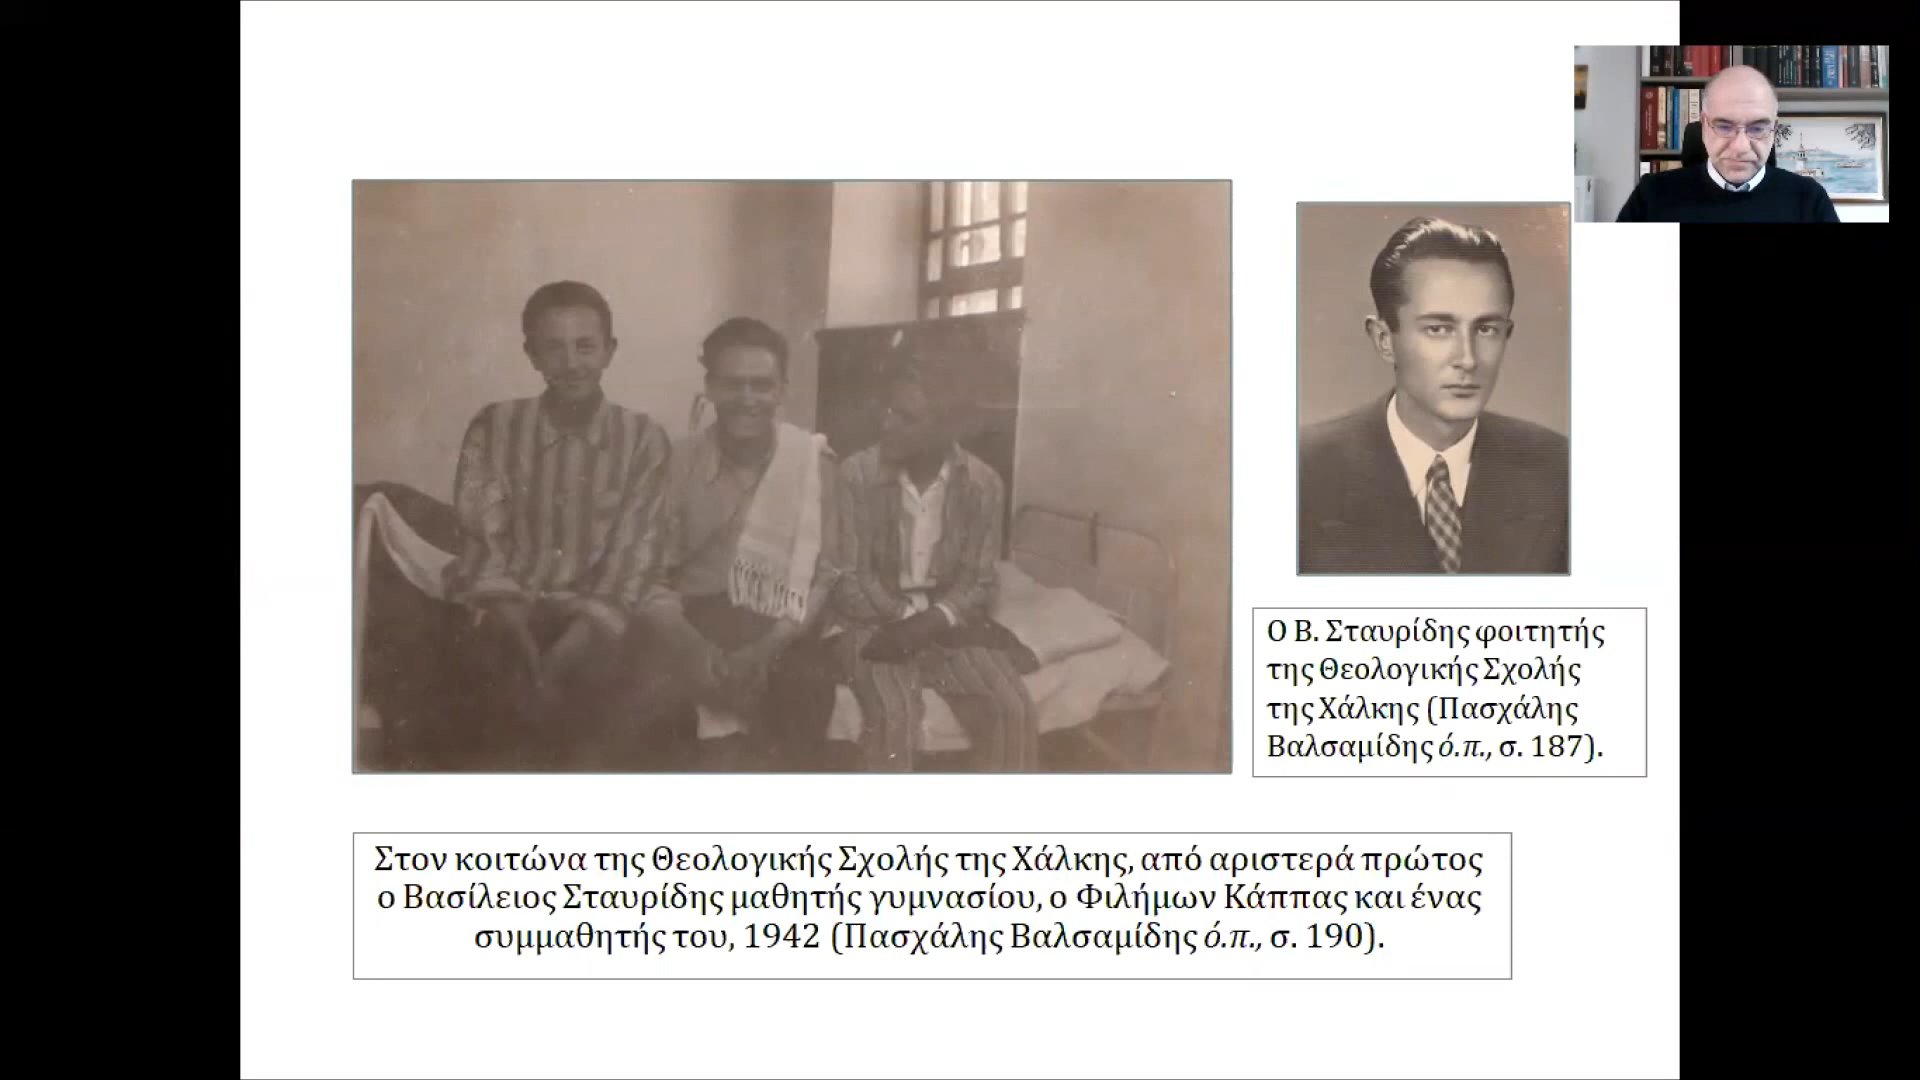 Ο Β. Σταυρίδης φοιτητής
της Θεολογικής Σχολής
της Χάλκης (Πασχάλης
Βαλσαμίδης ό.π., σ. 187).
Στον κοιτώνα της Θεολογικής Σχολής της Χάλκης, από αριστερά πρώτος
ο Βασίλειος Σταυρίδης μαθητής γυμνασίου, ο Φιλήμων Κάππας και ένας
συμμαθητής του, 1942 (Πασχάλης Βαλσαμίδης ό.π., σ. 190).